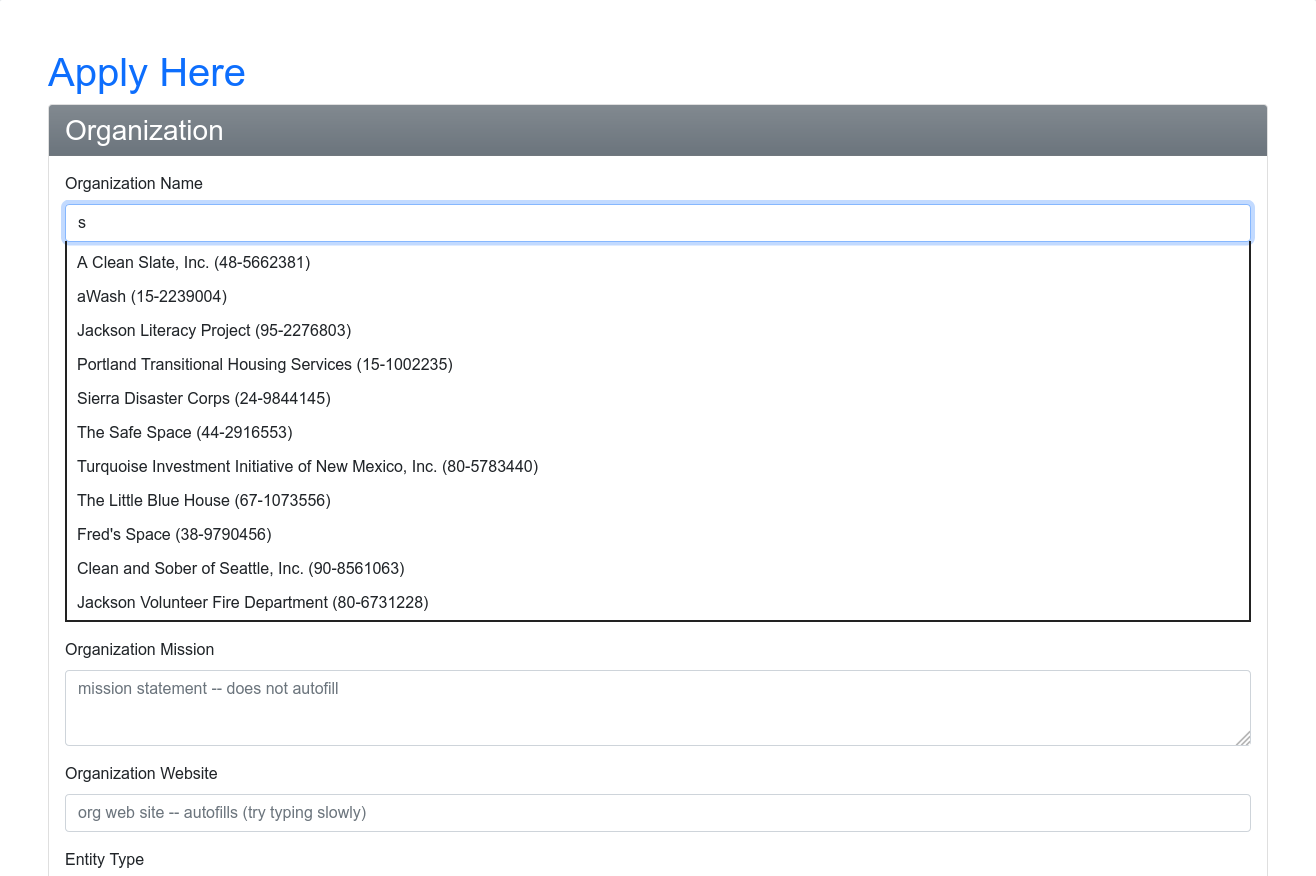 Apply Here
Organization
Organization Name
s
A Clean Slate, Inc. (48-5662381)
aWash (15-2239004)
Jackson Literacy Project (95-2276803)
Portland Transitional Housing Services (15-1002235)
Sierra Disaster Corps (24-9844145)
The Safe Space (44-2916553)
Turquoise Investment Initiative of New Mexico, Inc. (80-5783440)
The Little Blue House (67-1073556)
Fred's Space (38-9790456)
Clean and Sober of Seattle, Inc. (90-8561063)
Jackson Volunteer Fire Department (80-6731228)
Organization Mission
mission statement -- does not autofill
Organization Website
org web site -- autofills (try typing slowly)
Entity Type